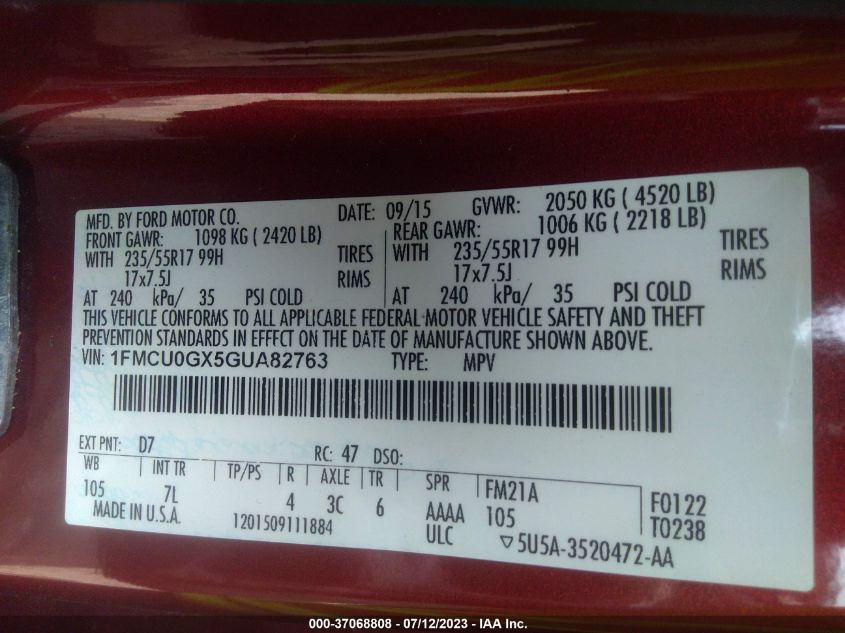 MFD. BY FORD MOTOR CO. DATE: 09/15 GVWR: 2050 KG ( 4520 LB)
FRONT GAWR: 1098 KG ( 2420 LB) REAR GAWR: 1006 KG ( 2218 LB)
WITH 235/55R17 99H TIRES WITH 235/55R17 99H TIRES
17x7.5J RIMS 17x7.5J RIMS
AT 240 kPa/ 35 PSI COLD AT 240 kPa/ 35 PSI COLD
THIS VEHICLE CONFORMS TO ALL APPLICABLE FEDERAL MOTOR VEHICLE SAFETY AND THEFT
PREVENTION STANDARDS IN EFFECT ON THE DATE OF MANUFACTURE SHOWN ABOVE.
VIN: 1FMCU0GX5GUA82763 TYPE: MPV
EXT PNT: D7 RC: 47 DSO:
WB INT TR TP/PS R AXLE TR SPR FM21A F0122
105 7L 4 3C 6 AAAA 105 T0238
MADE IN U.S.A. 1201509111884 ULC ▽5U5A-3520472-AA
000-37068808 - 07/12/2023 - IAA Inc.